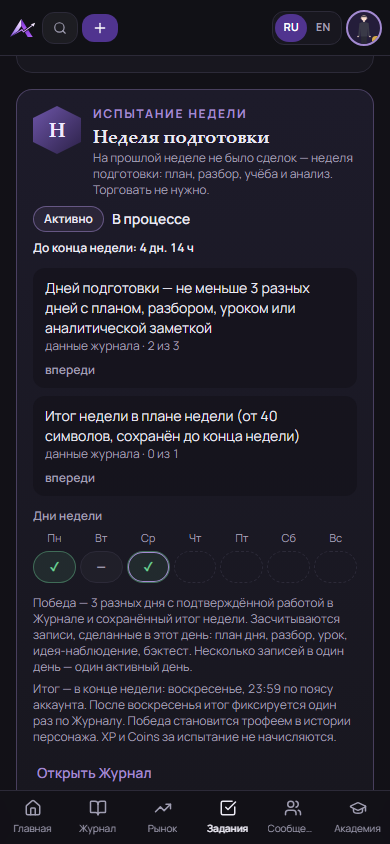 RU EN
ИСПЫТАНИЕ НЕДЕЛИ
Н
Неделя подготовки
На прошлой неделе не было сделок — неделя
подготовки: план, разбор, учёба и анализ.
Торговать не нужно.
Активно В процессе
До конца недели: 4 дн. 14 ч
Дней подготовки — не меньше 3 разных
дней с планом, разбором, уроком или
аналитической заметкой
данные журнала · 2 из 3
впереди
Итог недели в плане недели (от 40
символов, сохранён до конца недели)
данные журнала · 0 из 1
впереди
Дни недели
Пн Вт Ср Чт Пт Сб Вс
✓ – ✓
Победа — 3 разных дня с подтверждённой работой в
Журнале и сохранённый итог недели. Засчитываются
записи, сделанные в этот день: план дня, разбор, урок,
идея-наблюдение, бэктест. Несколько записей в один
день — один активный день.
Итог — в конце недели: воскресенье, 23:59 по поясу
аккаунта. После воскресенья итог фиксируется один
раз по Журналу. Победа становится трофеем в истории
персонажа. XP и Coins за испытание не начисляются.
Открыть Журнал
Главная Журнал Рынок Задания Сообще... Академия